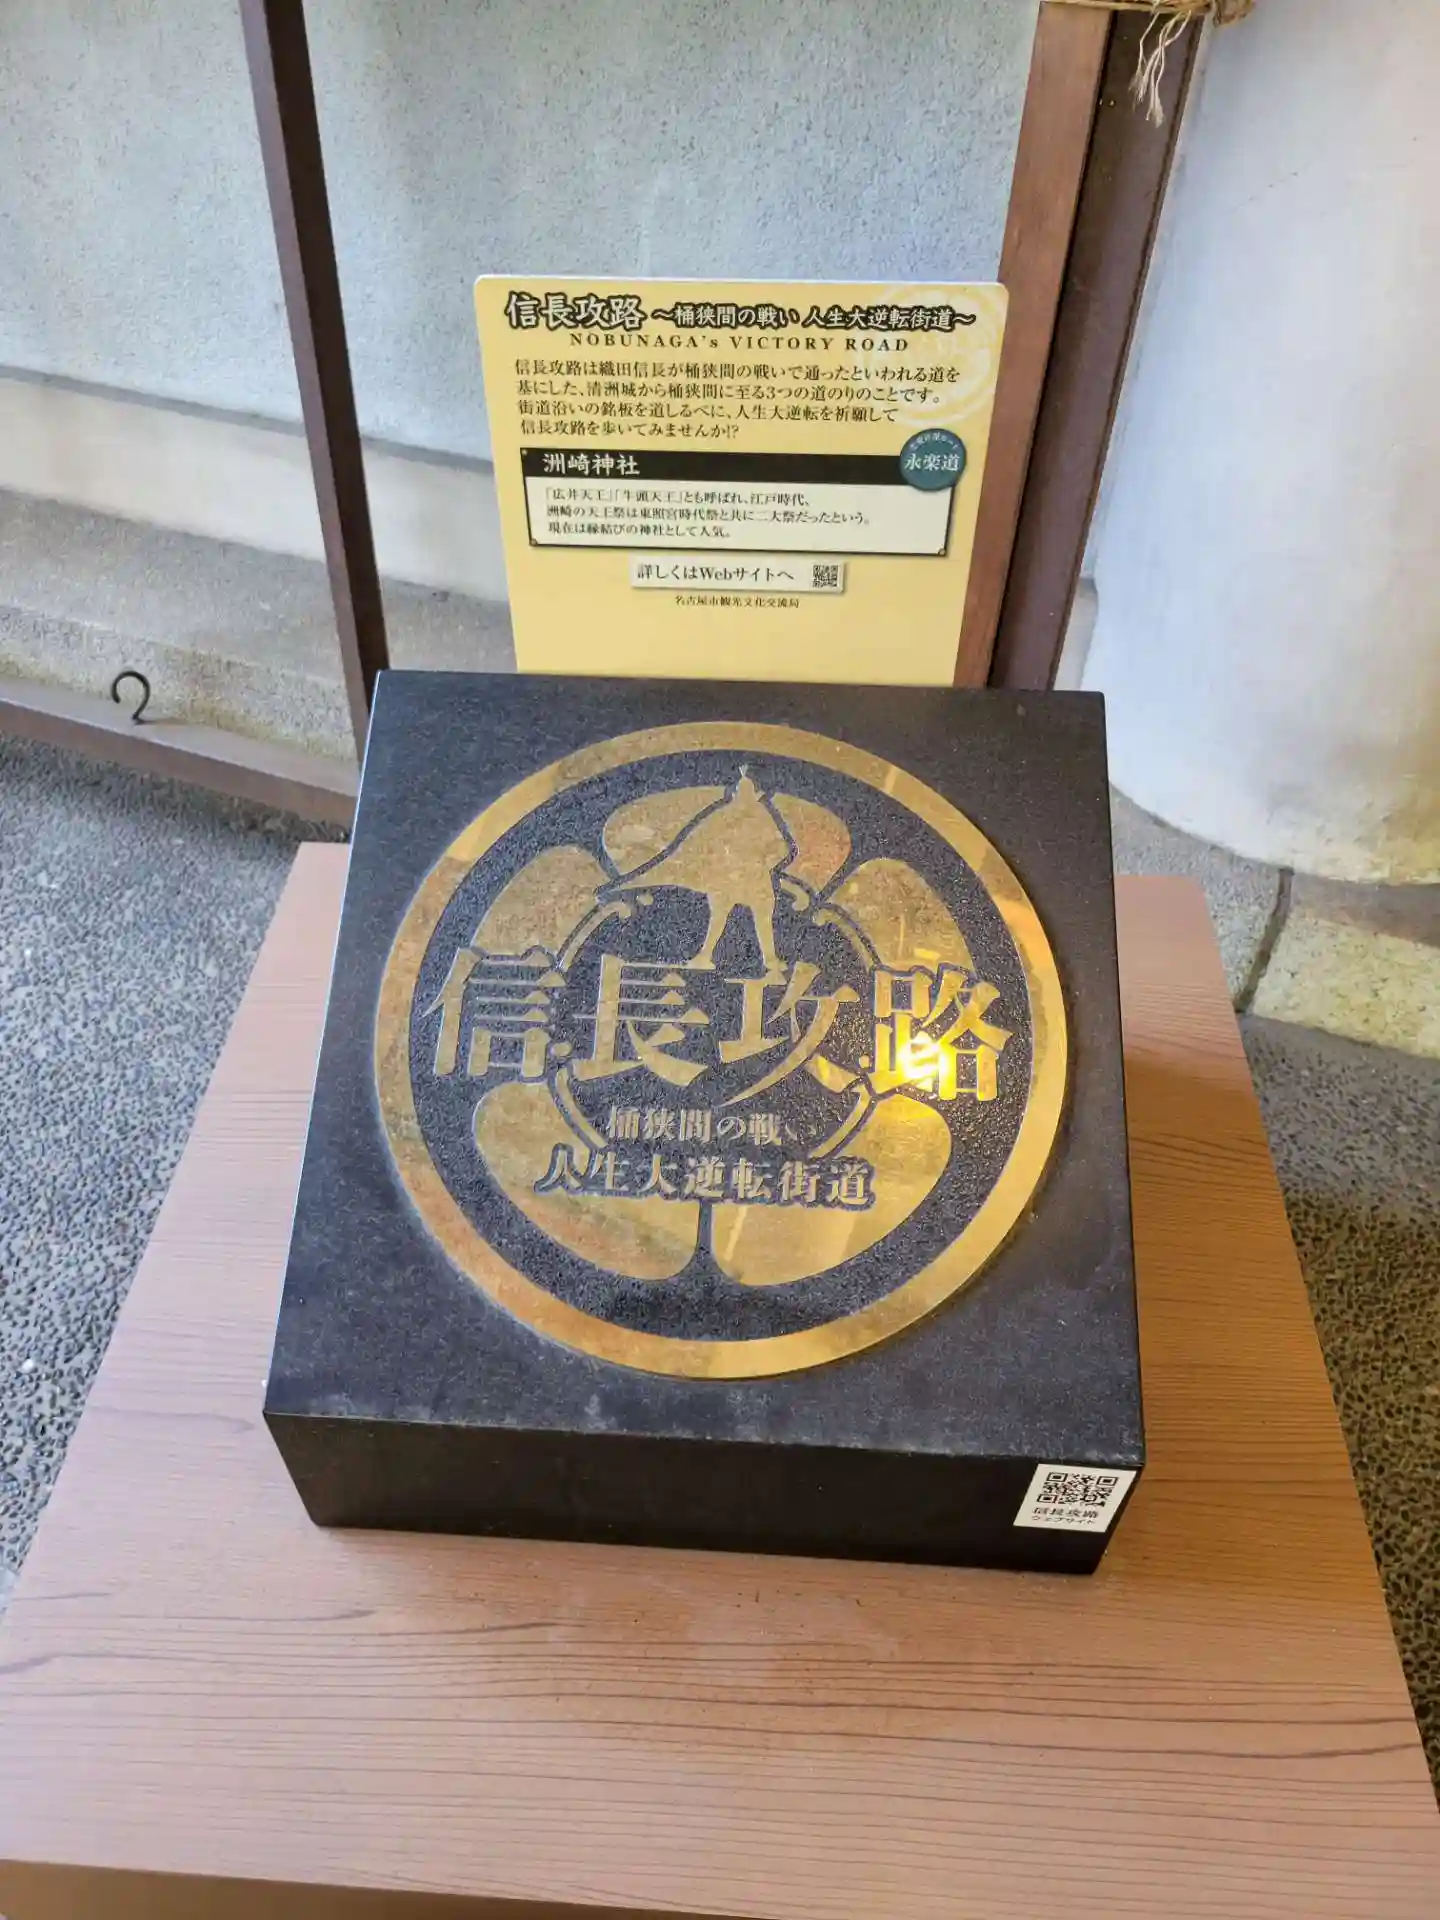 信長攻路 ~桶狭間の戦い 人生大逆転街道~
NOBUNAGA's VICTORY ROAD
信長攻路は織田信長が桶狭間の戦いで通ったといわれる道を
基にした、清洲城から桶狭間に至る3つの道のりのことです。
街道沿いの銘板を道しるべに、人生大逆転を祈願して
信長攻路を歩いてみませんか!?
永楽道
洲崎神社
「広井天王」「牛頭天王」とも呼ばれ、江戸時代、
洲崎の天王祭は東照宮時代祭と共に二大祭だったという。
現在は縁結びの神社として人気。
詳しくはWebサイトへ
名古屋市観光文化交流局
信長攻路
桶狭間の戦い
人生大逆転街道
信長攻路
ウェブサイト